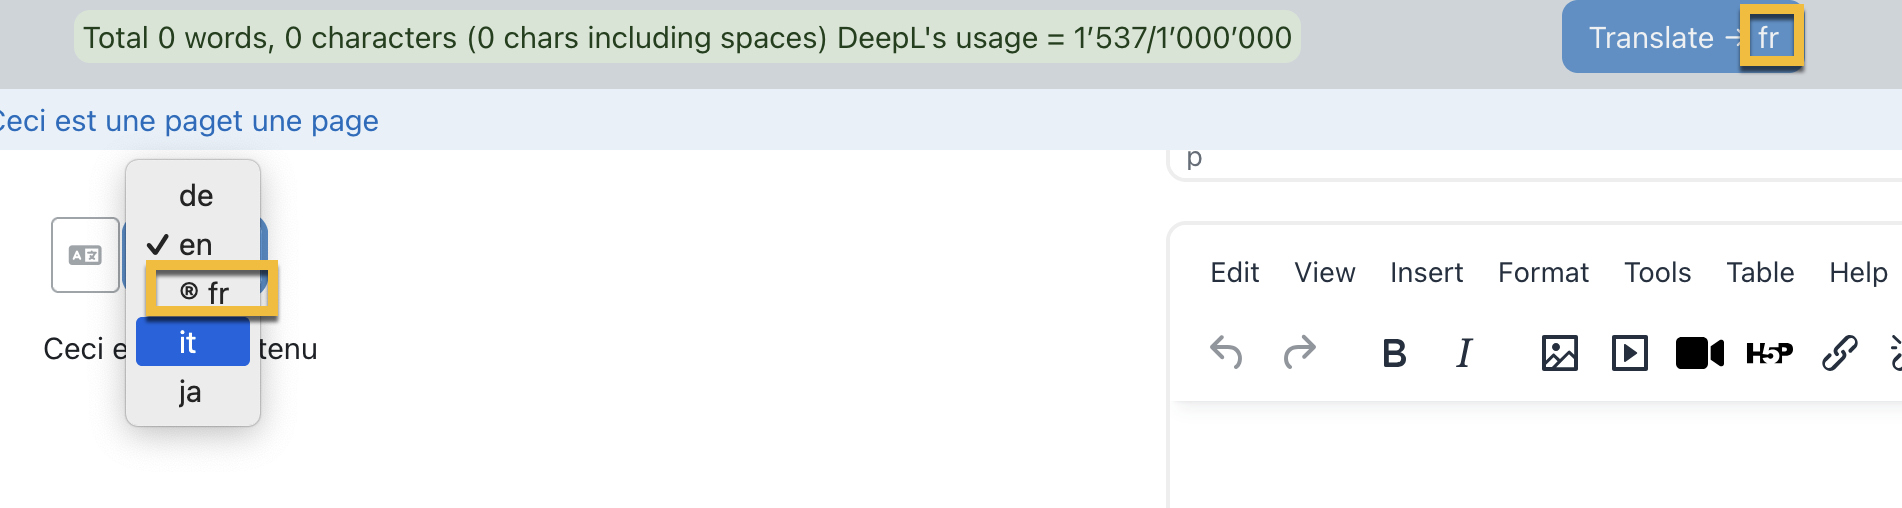 Total 0 words, 0 characters (0 chars including spaces) DeepL's usage = 1’537/1’000’000
Translate → fr
Ceci est une paget une page
p
de
✓ en
® fr
it
ja
Ceci e
tenu
Edit View Insert Format Tools Table Help
B I H5P